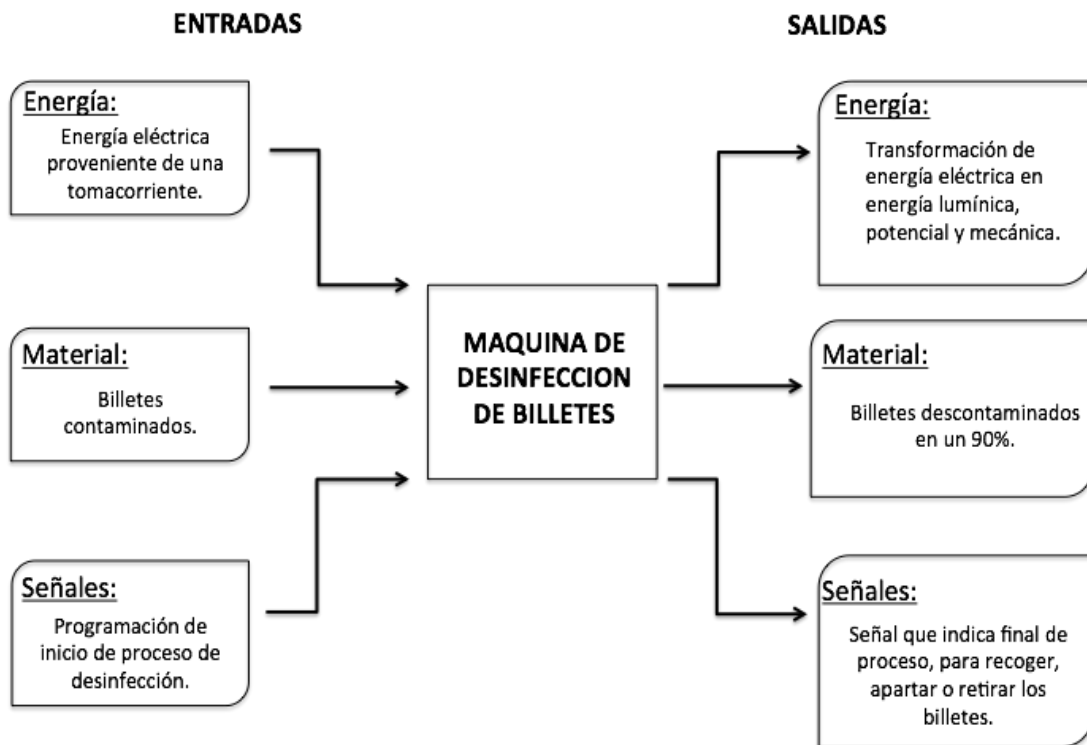 ENTRADAS
SALIDAS
Energía:
Energía eléctrica
proveniente de una
tomacorriente.
Material:
Billetes
contaminados.
Señales:
Programación de
inicio de proceso de
desinfección.
MAQUINA DE
DESINFECCION
DE BILLETES
Energía:
Transformación de
energía eléctrica en
energía lumínica,
potencial y mecánica.
Material:
Billetes descontaminados
en un 90%.
Señales:
Señal que indica final de
proceso, para recoger,
apartar o retirar los
billetes.